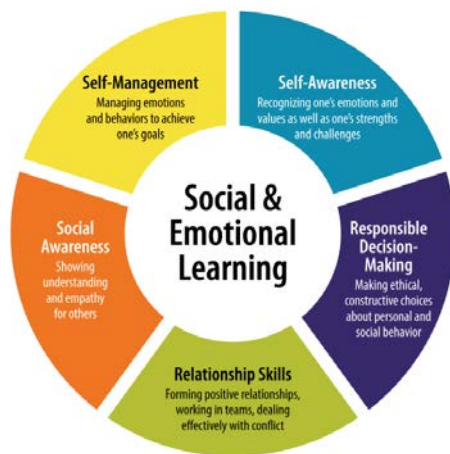 Self-Management
Managing emotions
and behaviors to achieve
one's goals
Self-Awareness
Recognizing one's emotions and
values as well as one's strengths
and challenges
Social &
Emotional
Learning
Social
Awareness
Showing
understanding
and empathy
for others
Responsible
Decision-
Making
Making ethical,
constructive choices
about personal and
social behavior
Relationship Skills
Forming positive relationships,
working in teams, dealing
effectively with conflict